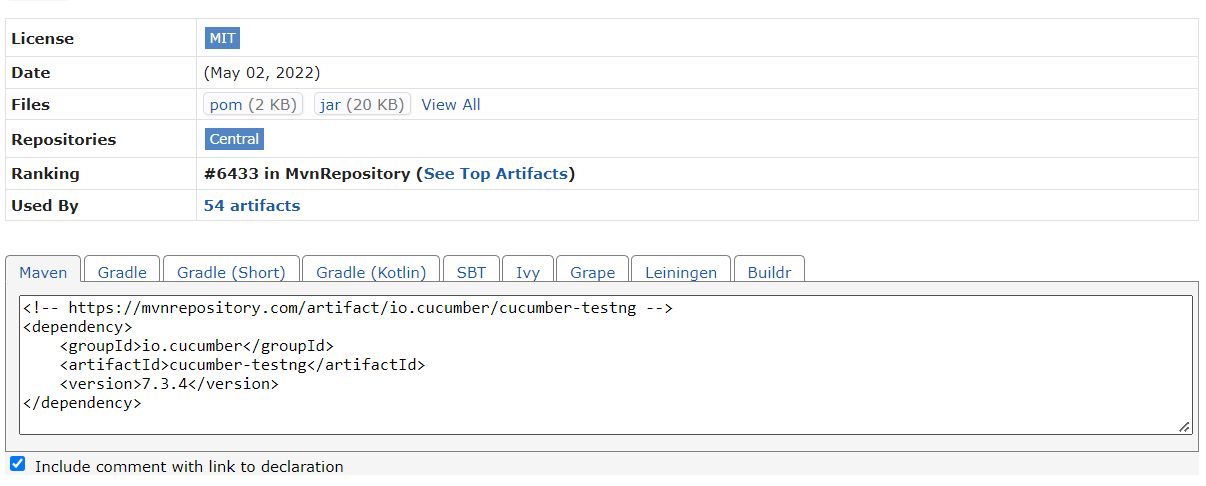 License MIT
Date (May 02, 2022)
Files pom (2 KB) jar (20 KB) View All
Repositories Central
Ranking #6433 in MvnRepository (See Top Artifacts)
Used By 54 artifacts
Maven Gradle Gradle (Short) Gradle (Kotlin) SBT Ivy Grape Leiningen Buildr
<!-- https://mvnrepository.com/artifact/io.cucumber/cucumber-testng -->
<dependency>
    <groupId>io.cucumber</groupId>
    <artifactId>cucumber-testng</artifactId>
    <version>7.3.4</version>
</dependency>
Include comment with link to declaration